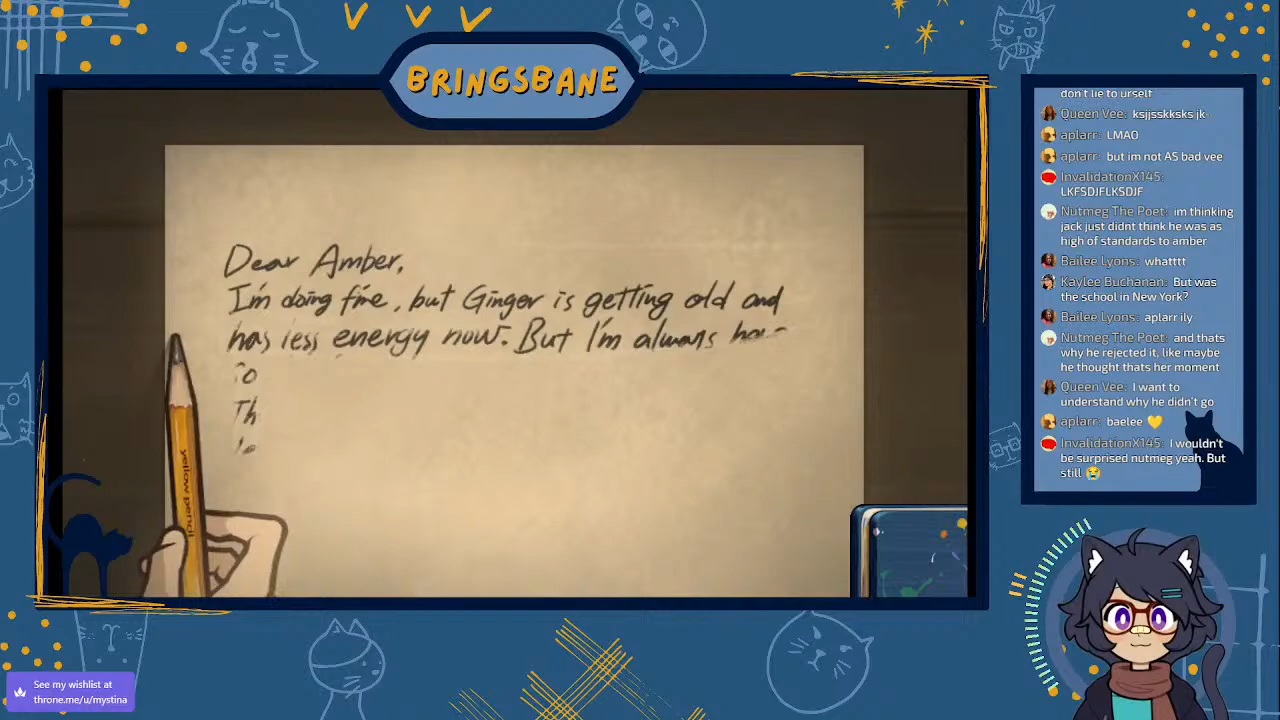 BRINGSBANE
Dear Amber,
I'm doing fine, but Ginger is getting old and
has less energy now. But I'm always
To
Th
yellow pencil
don't lie to urself
Queen Vee: ksjjsskksks jk
aplarr: LMAO
aplarr: but im not AS bad vee
InvalidationX145:
LKFSDJFLKSDJF
Nutmeg The Poet: im thinking
jack just didnt think he was as
high of standards to amber
Bailee Lyons: whatttt
Kaylee Buchanan: But was
the school in New York?
Bailee Lyons: aplarr ily
Nutmeg The Poet: and thats
why he rejected it, like maybe
he thought thats her moment
Queen Vee: I want to
understand why he didn't go
aplarr: baelee 💛
InvalidationX145: I wouldn't
be surprised nutmeg yeah. But
still 😭
See my wishlist at
throne.me/u/mystina